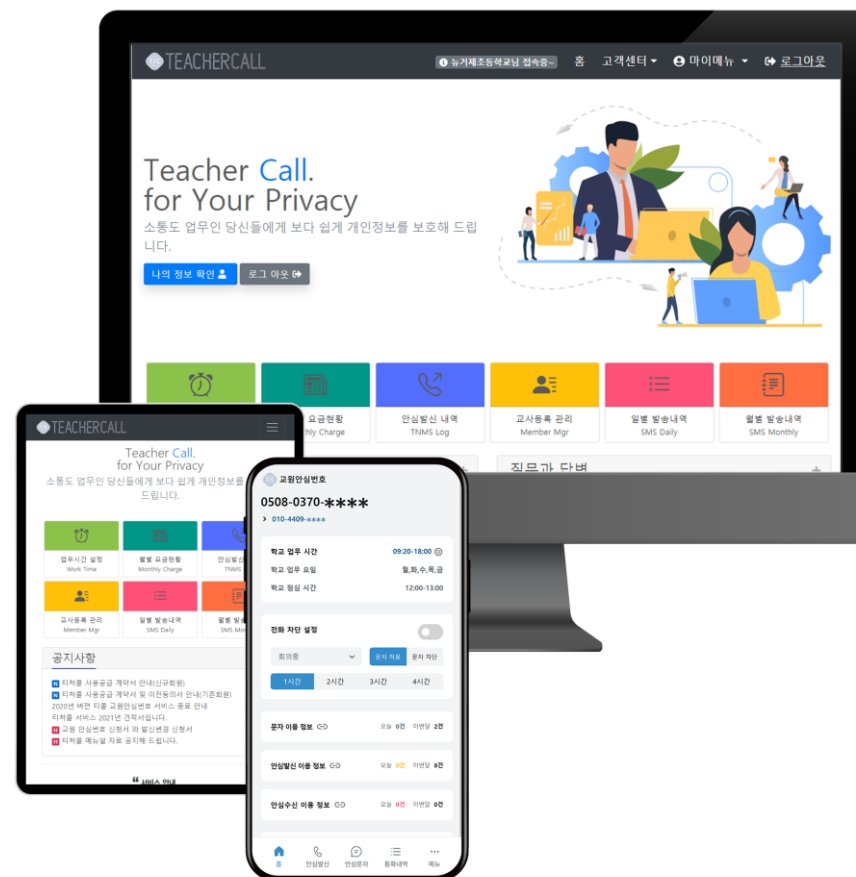 TEACHERCALL
뉴거제초등학교님 접속중~
홈
고객센터
마이메뉴
로그아웃
Teacher Call.
for Your Privacy
소통도 업무인 당신들에게 보다 쉽게 개인정보를 보호해 드립
니다.
나의 정보 확인
로그 아웃
요금현황
hly Charge
안심발신 내역
TNMS Log
교사등록 관리
Member Mgr
일별 발송내역
SMS Daily
월별 발송내역
SMS Monthly
질문과 답변
TEACHERCALL
Teacher Call.
for Your Privacy
소통도 업무인 당신들에게 보다 쉽게 개인정보를
드립니다.
업무시간 설정
Work Time
월별 요금현황
Monthly Charge
안심발신
TNMS
교사등록 관리
Member Mgr
일별 발송내역
SMS Daily
월별 발송
SMS Mon
공지사항
N 티처콜 사용공급 계약서 안내(신규회원)
N 티처콜 사용공급 계약서 및 이전동의서 안내(기존회원)
2020년 버전 티콜 교원안심번호 서비스 종료 안내
티처콜 서비스 2021년 견적서입니다.
H 교원 안심번호 신청서 와 발신변경 신청서
H 티처콜 메뉴얼 자료 공지해 드립니다.
서비스 안내
교원안심번호
0508-0370-****
> 010-4409-****
학교 업무 시간
09:20-18:00
학교 업무 요일
월,화,수,목,금
학교 점심 시간
12:00-13:00
전화 차단 설정
회의중
문자 허용
문자 차단
1시간
2시간
3시간
4시간
문자 이용 정보
오늘 0건 이번달 2건
안심발신 이용 정보
오늘 0건 이번달 0건
안심수신 이용 정보
오늘 0건 이번달 0건
홈
안심발신
안심문자
통화내역
메뉴